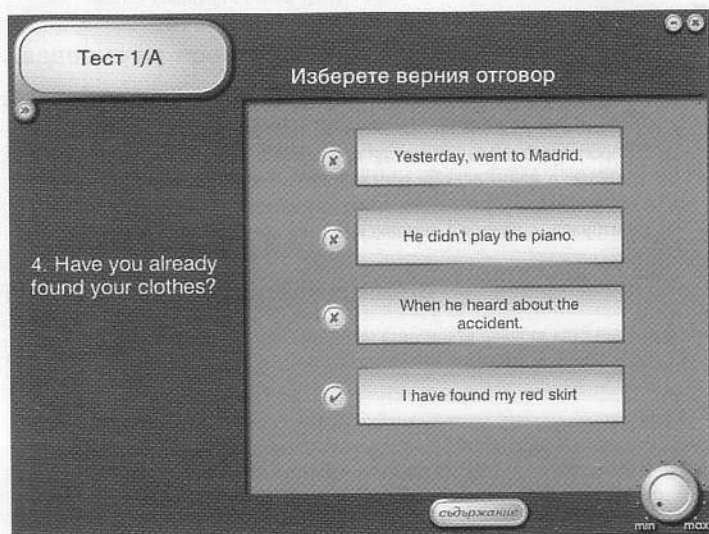 Тест 1/А
Изберете верния отговор
4. Have you already
found your clothes?
Yesterday, went to Madrid.
He didn't play the piano.
When he heard about the
accident.
I have found my red skirt
съдържание
min
max